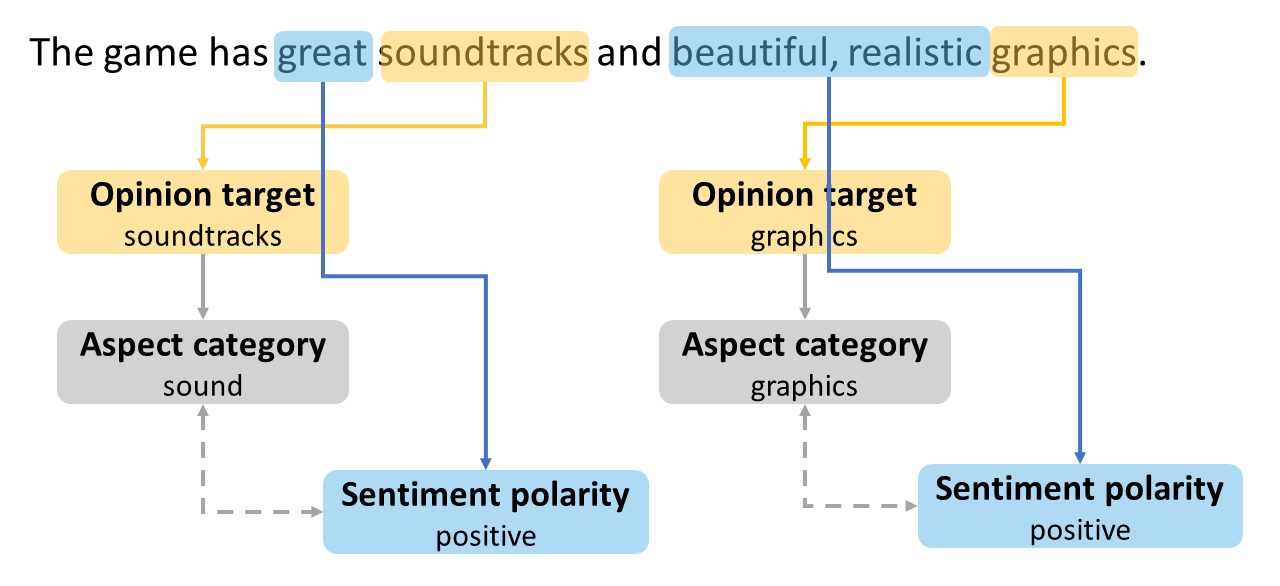 The game has great soundtracks and beautiful, realistic graphics.
Opinion target
soundtracks
Aspect category
sound
Sentiment polarity
positive
Opinion target
graphics
Aspect category
graphics
Sentiment polarity
positive